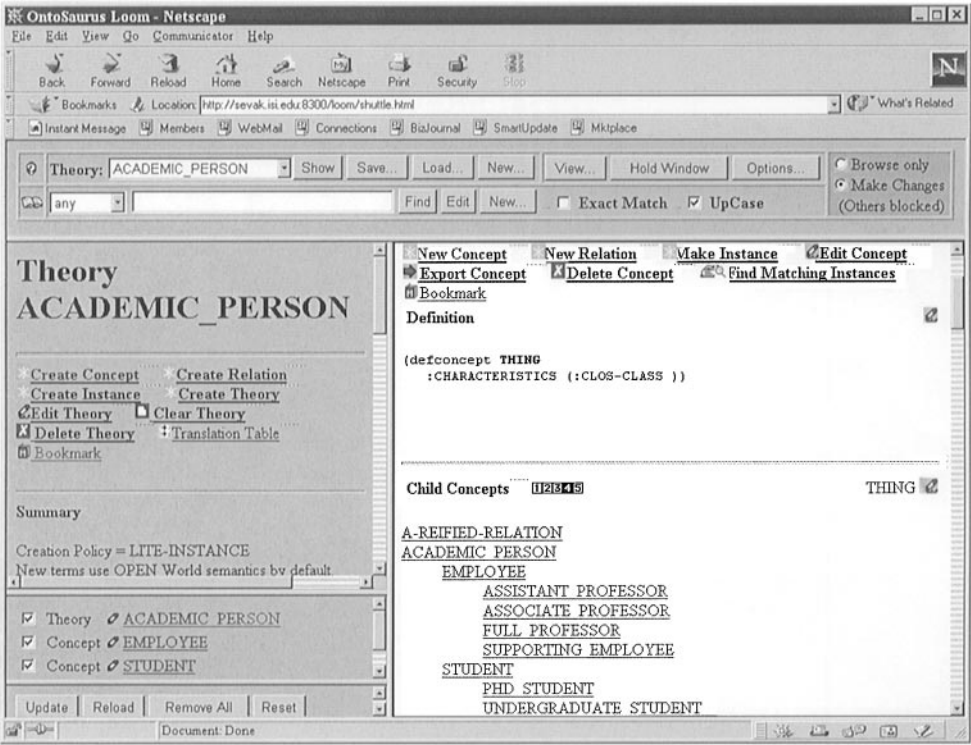 OntoSaurus Loom - Netscape
File Edit View Go Communicator Help
Back Forward Reload Home Search Netscape Print Security Stop
Bookmarks Location: http://sevak.isi.edu:8300/loom/shuttle.html What's Related
Instant Message Members WebMail Connections BizJournal SmartUpdate Mktplace
Theory: ACADEMIC_PERSON Show Save... Load... New... View... Hold Window Options... Browse only
Make Changes
any Find Edit New... Exact Match UpCase (Others blocked)
Theory
ACADEMIC_PERSON
Create Concept Create Relation
Create Instance Create Theory
Edit Theory Clear Theory
Delete Theory Translation Table
Bookmark
Summary
Creation Policy = LITE-INSTANCE
New terms use OPEN World semantics by default
Theory ACADEMIC_PERSON
Concept EMPLOYEE
Concept STUDENT
Update Reload Remove All Reset
New Concept New Relation Make Instance Edit Concept
Export Concept Delete Concept Find Matching Instances
Bookmark
Definition
(defconcept THING
:CHARACTERISTICS (:CLOS-CLASS ))
Child Concepts 1 2 3 4 5 THING
A-REIFIED-RELATION
ACADEMIC_PERSON
EMPLOYEE
ASSISTANT_PROFESSOR
ASSOCIATE_PROFESSOR
FULL_PROFESSOR
SUPPORTING_EMPLOYEE
STUDENT
PHD_STUDENT
UNDERGRADUATE_STUDENT
Document: Done